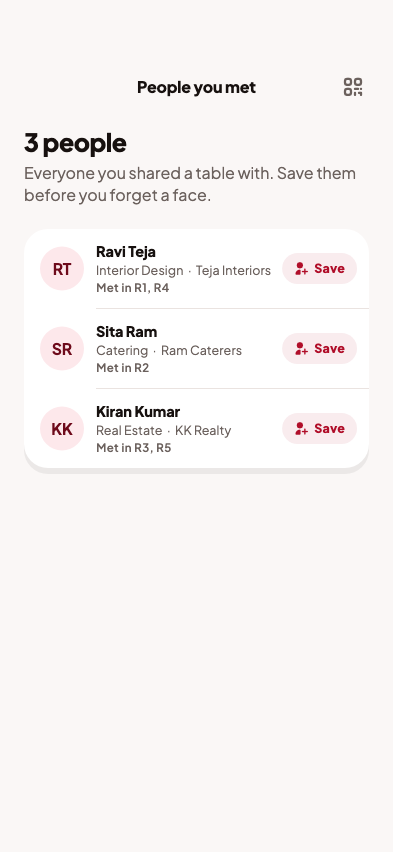 People you met
3 people
Everyone you shared a table with. Save them
before you forget a face.
RT
Ravi Teja
Interior Design · Teja Interiors
Met in R1, R4
Save
SR
Sita Ram
Catering · Ram Caterers
Met in R2
Save
KK
Kiran Kumar
Real Estate · KK Realty
Met in R3, R5
Save